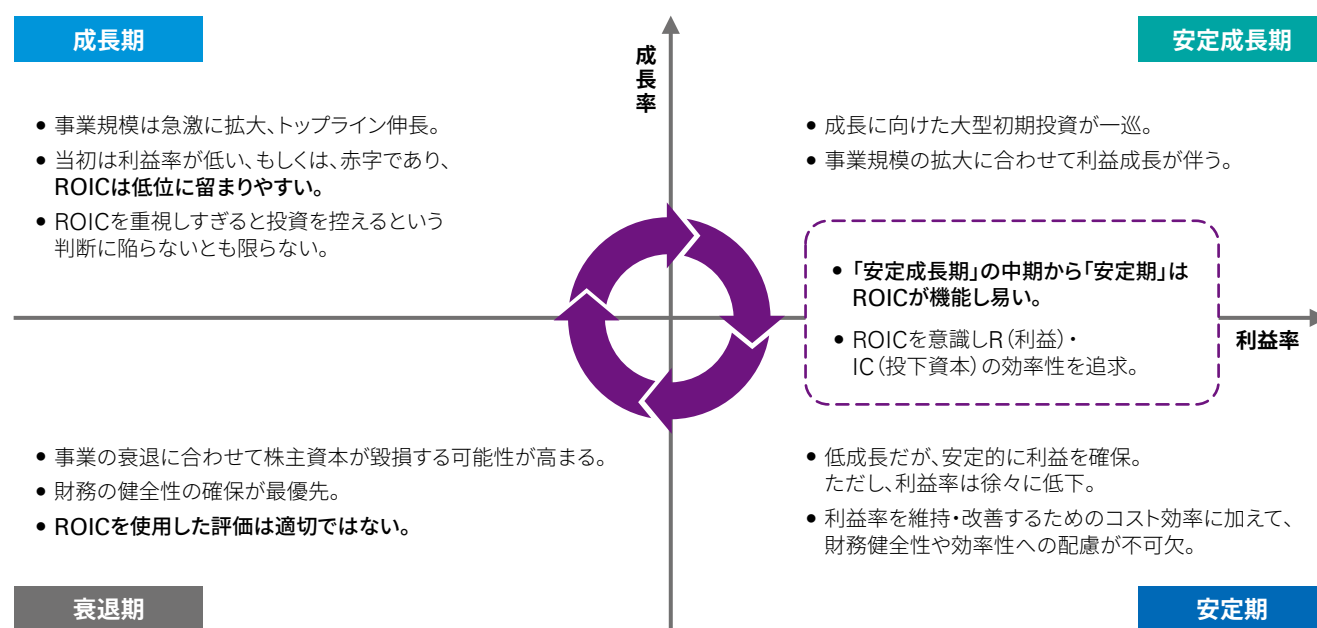 成長期
• 事業規模は急激に拡大、トップライン伸長。
• 当初は利益率が低い、もしくは、赤字であり、
ROICは低位に留まりやすい。
• ROICを重視しすぎると投資を控えるという
判断に陥らないとも限らない。
成長率
安定成長期
• 成長に向けた大型初期投資が一巡。
• 事業規模の拡大に合わせて利益成長が伴う。
• 「安定成長期」の中期から「安定期」は
ROICが機能し易い。
• ROICを意識しR(利益)・
IC(投下資本)の効率性を追求。
利益率
• 事業の衰退に合わせて株主資本が毀損する可能性が高まる。
• 財務の健全性の確保が最優先。
• ROICを使用した評価は適切ではない。
衰退期
• 低成長だが、安定的に利益を確保。
ただし、利益率は徐々に低下。
• 利益率を維持・改善するためのコスト効率に加えて、
財務健全性や効率性への配慮が不可欠。
安定期